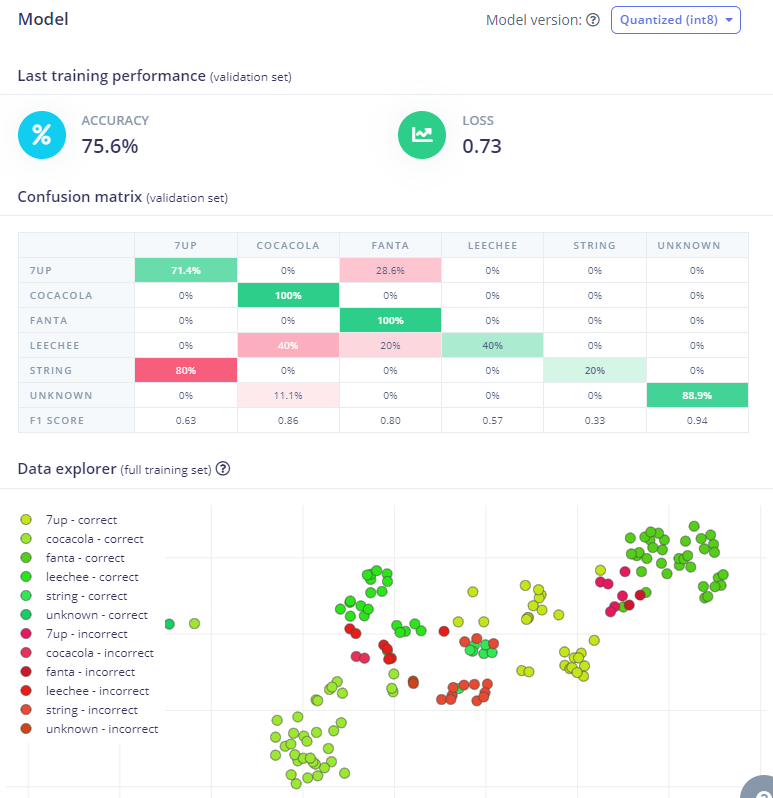 Model
Model version: Quantized (int8)
Last training performance (validation set)
% ACCURACY
75.6%
LOSS
0.73
Confusion matrix (validation set)
7UP COCACOLA FANTA LEECHEE STRING UNKNOWN
7UP 71.4% 0% 28.6% 0% 0% 0%
COCACOLA 0% 100% 0% 0% 0% 0%
FANTA 0% 0% 100% 0% 0% 0%
LEECHEE 0% 40% 20% 40% 0% 0%
STRING 80% 0% 0% 0% 20% 0%
UNKNOWN 0% 11.1% 0% 0% 0% 88.9%
F1 SCORE 0.63 0.86 0.80 0.57 0.33 0.94
Data explorer (full training set)
7up - correct
cocacola - correct
fanta - correct
leechee - correct
string - correct
unknown - correct
7up - incorrect
cocacola - incorrect
fanta - incorrect
leechee - incorrect
string - incorrect
unknown - incorrect